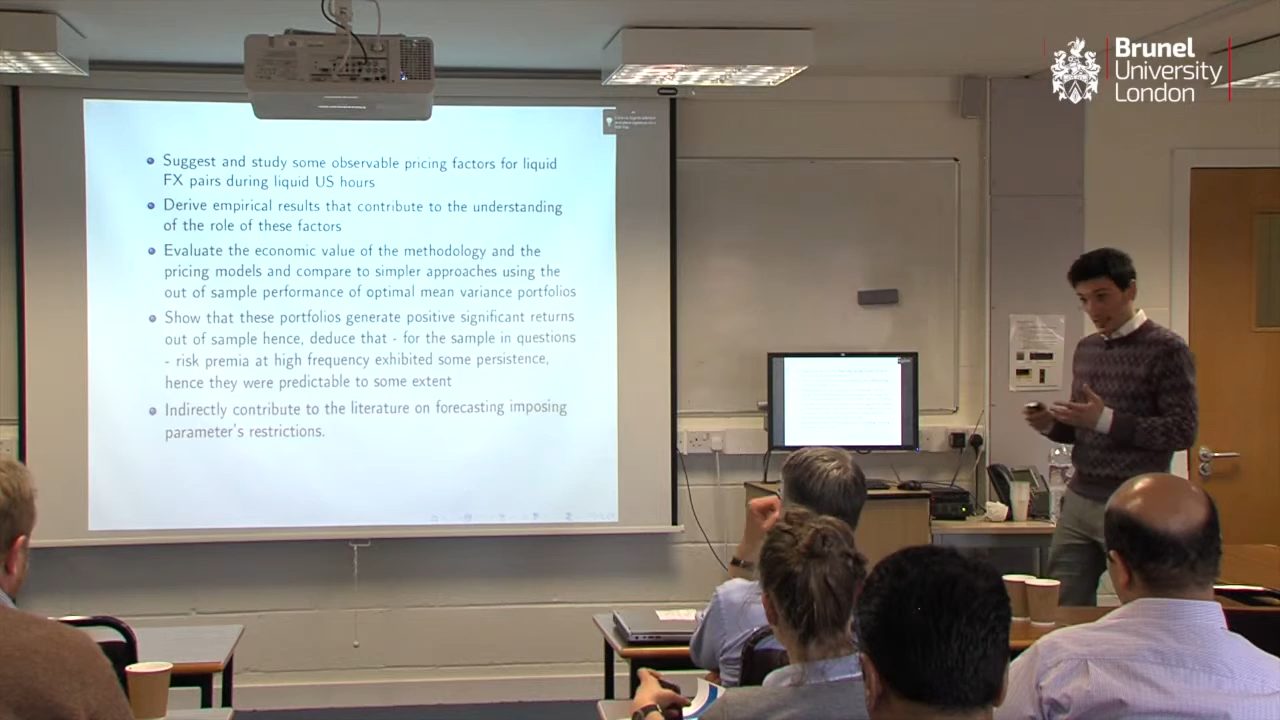 Brunel
University
London
Suggest and study some observable pricing factors for liquid
FX pairs during liquid US hours
Derive empirical results that contribute to the understanding
of the role of these factors
Evaluate the economic value of the methodology and the
pricing models and compare to simpler approaches using the
out of sample performance of optimal mean variance portfolios
Show that these portfolios generate positive significant returns
out of sample hence, deduce that - for the sample in questions
- risk premia at high frequency exhibited some persistence,
hence they were predictable to some extent
Indirectly contribute to the literature on forecasting imposing
parameter's restrictions.